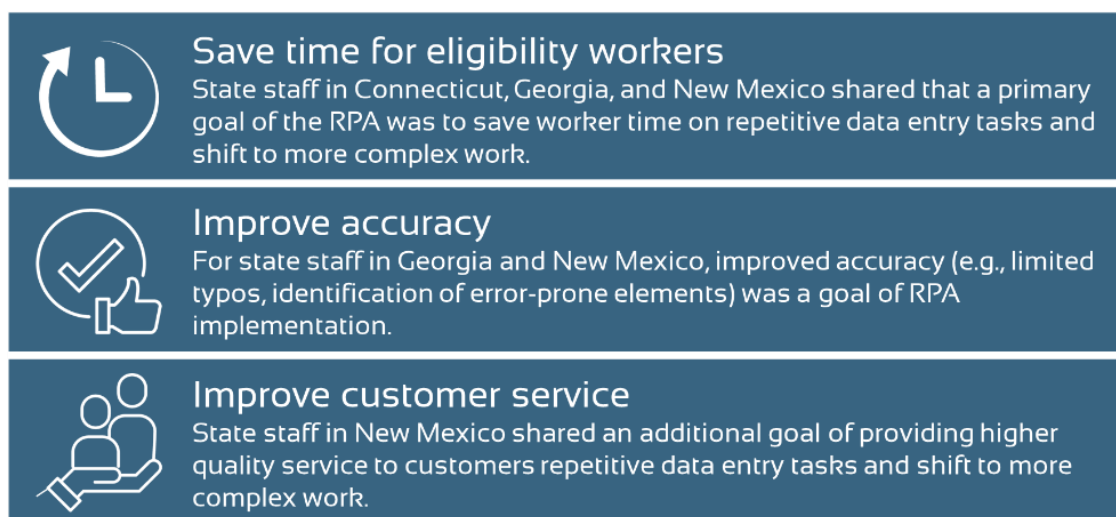 Save time for eligibility workers
State staff in Connecticut, Georgia, and New Mexico shared that a primary
goal of the RPA was to save worker time on repetitive data entry tasks and
shift to more complex work.
Improve accuracy
For state staff in Georgia and New Mexico, improved accuracy (e.g., limited
typos, identification of error-prone elements) was a goal of RPA
implementation.
Improve customer service
State staff in New Mexico shared an additional goal of providing higher
quality service to customers repetitive data entry tasks and shift to more
complex work.